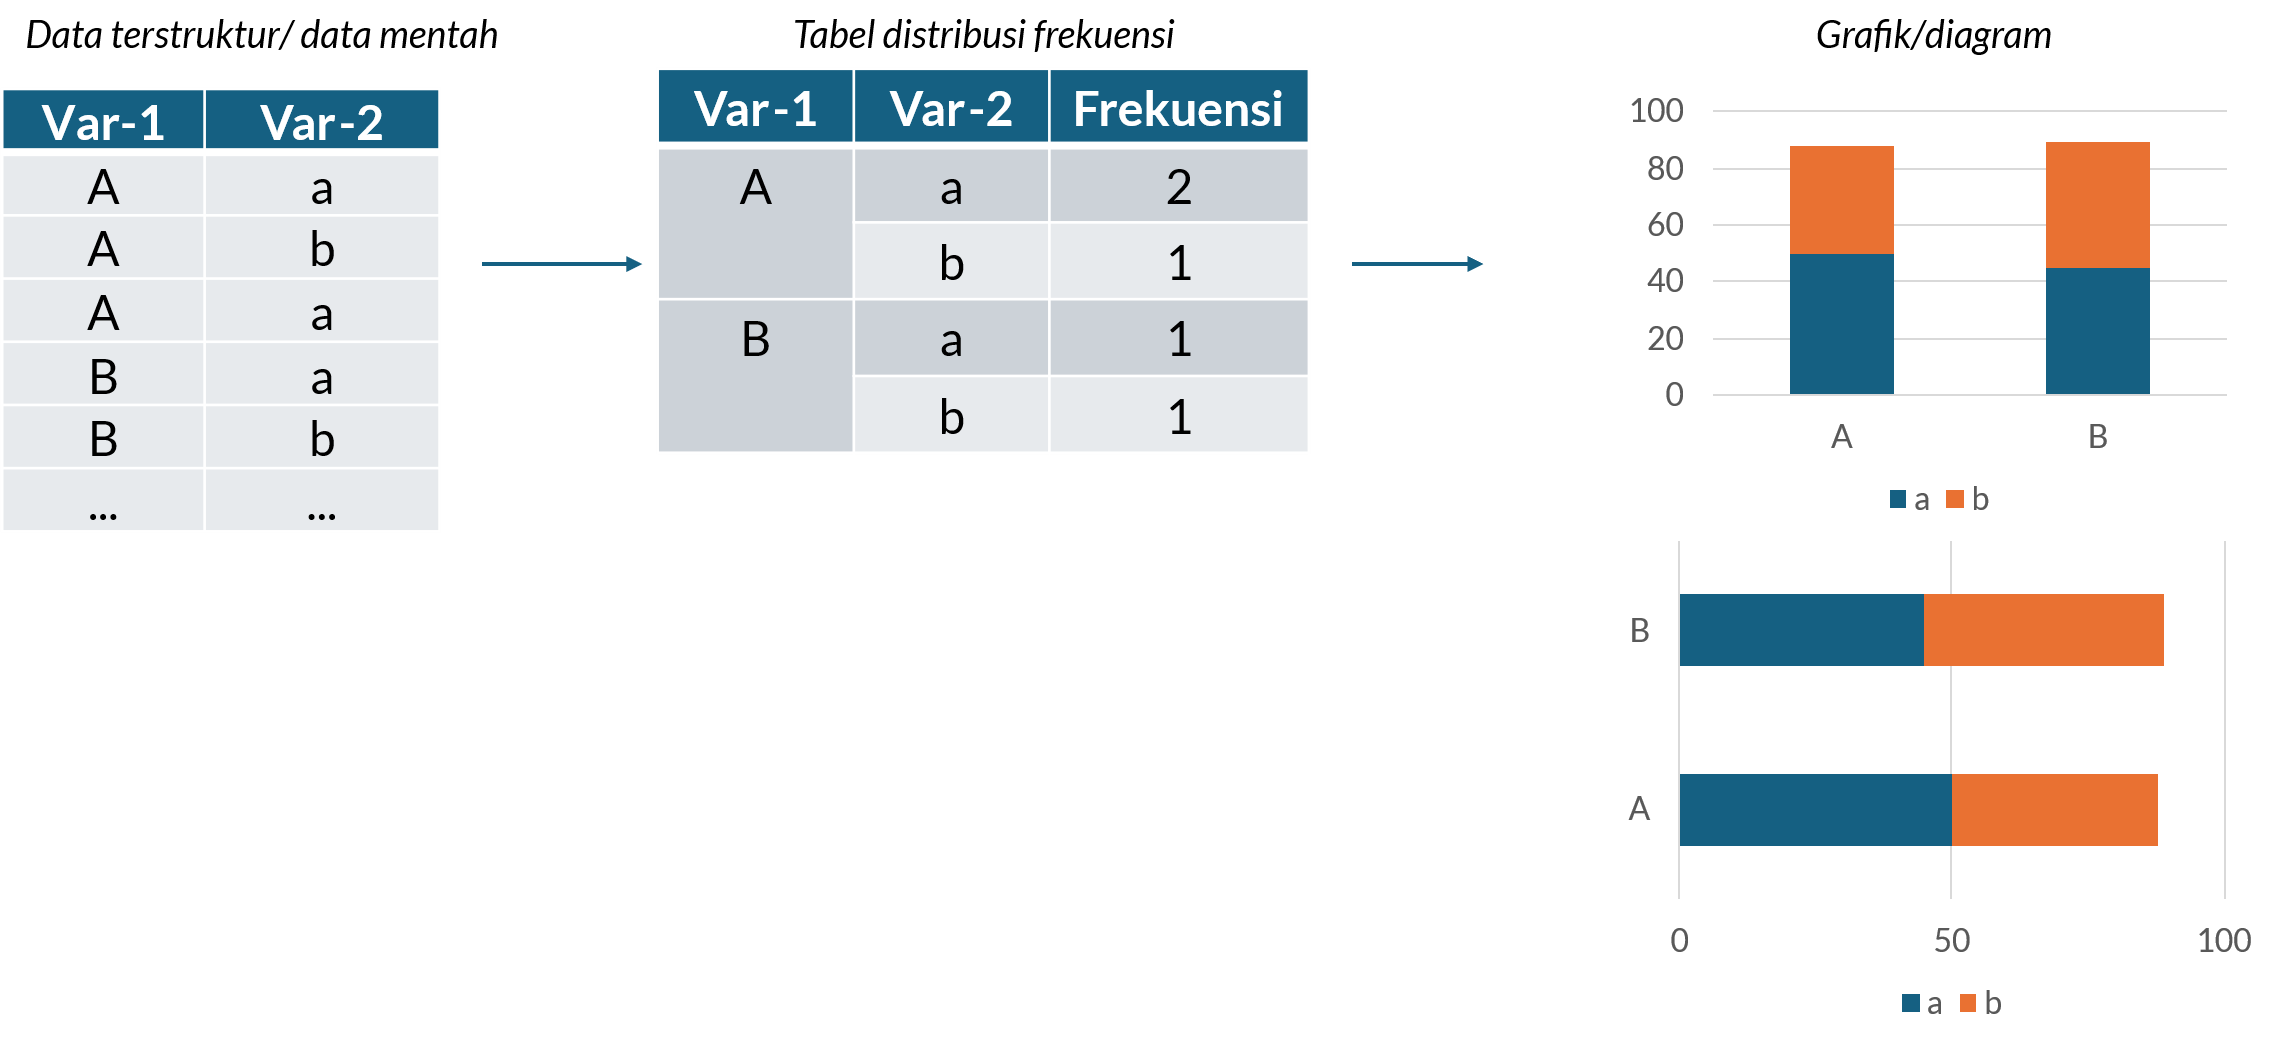 Data terstruktur/ data mentah
Var-1 Var-2
A a
A b
A a
B a
B b
... ...
Tabel distribusi frekuensi
Var-1 Var-2 Frekuensi
A a 2
b 1
B a 1
b 1
Grafik/diagram
100
80
60
40
20
0
A B
a b
B
A
0 50 100
a b